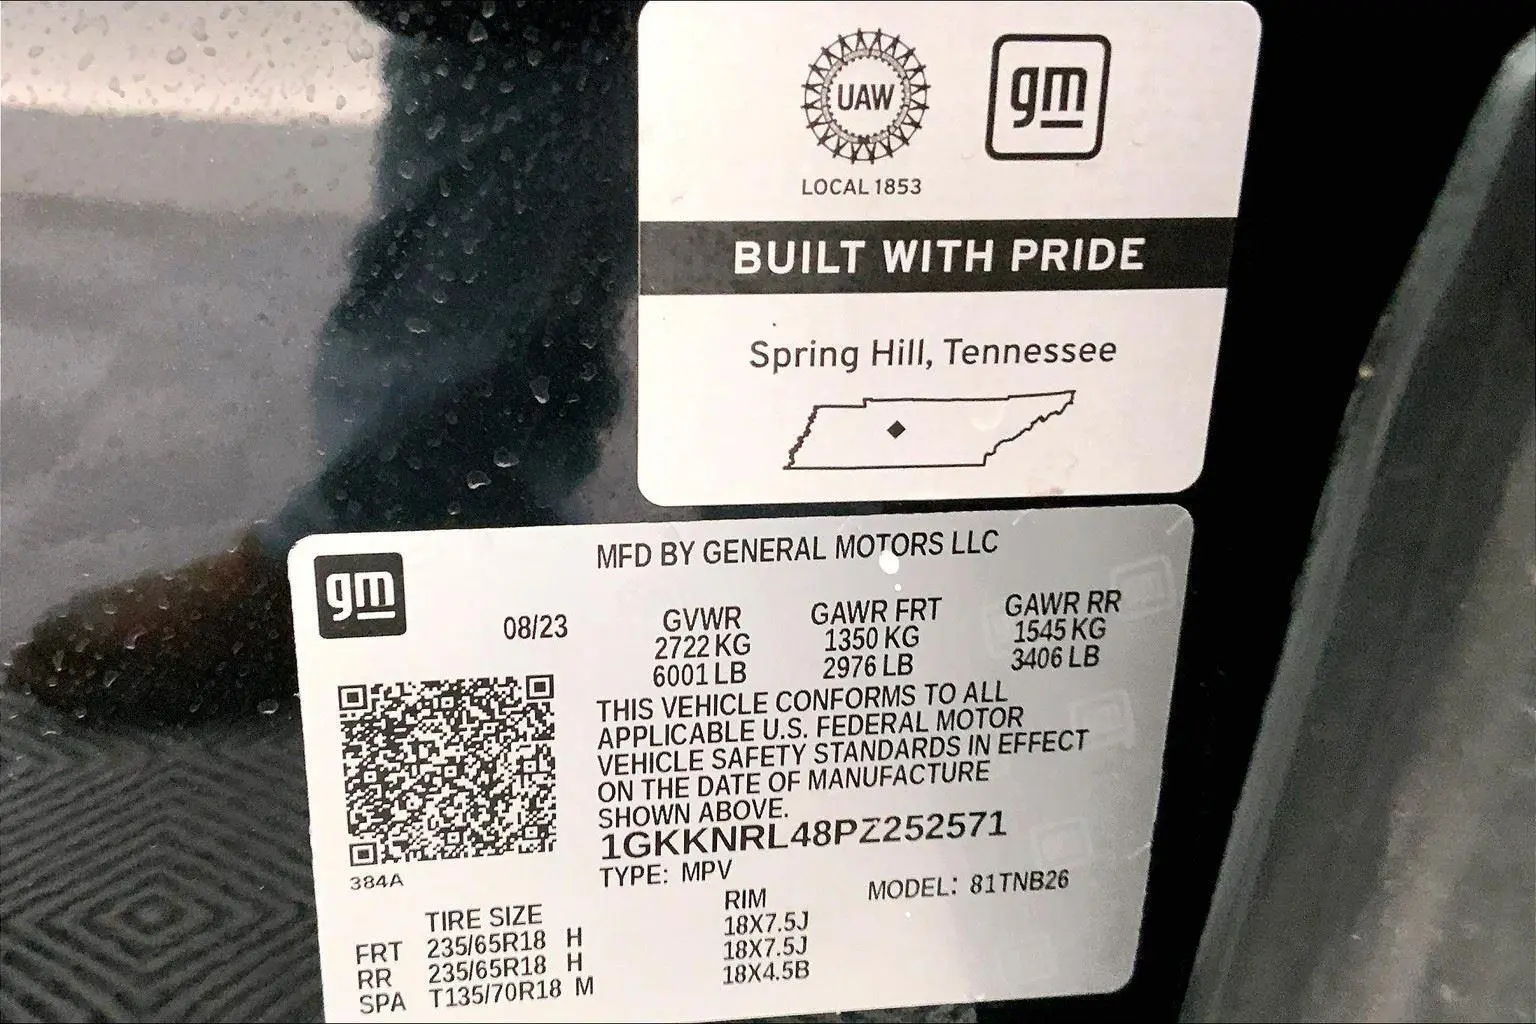 UAW
gm
LOCAL 1853
BUILT WITH PRIDE
Spring Hill, Tennessee
gm
MFD BY GENERAL MOTORS LLC
08/23
GVWR
2722 KG
6001 LB
GAWR FRT
1350 KG
2976 LB
GAWR RR
1545 KG
3406 LB
THIS VEHICLE CONFORMS TO ALL
APPLICABLE U.S. FEDERAL MOTOR
VEHICLE SAFETY STANDARDS IN EFFECT
ON THE DATE OF MANUFACTURE
SHOWN ABOVE.
1GKKNRL48PZ252571
TYPE: MPV
MODEL: 81TNB26
384A
TIRE SIZE
RIM
FRT 235/65R18 H 18X7.5J
RR 235/65R18 H 18X7.5J
SPA T135/70R18 M 18X4.5B